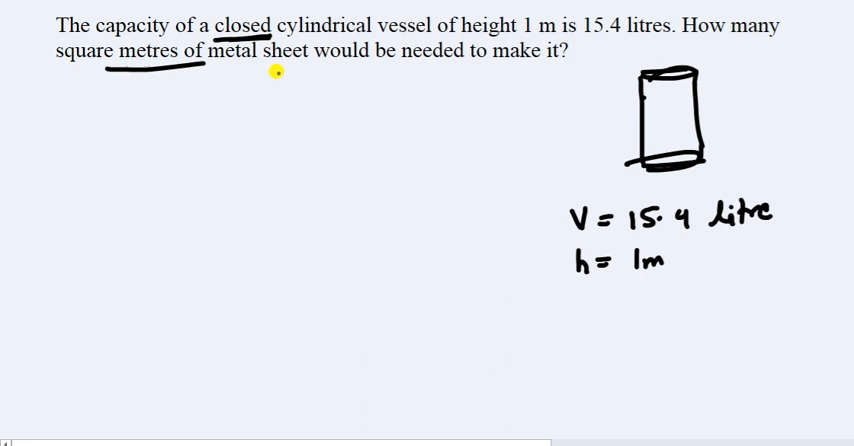 The capacity of a closed cylindrical vessel of height 1 m is 15.4 litres. How many
square metres of metal sheet would be needed to make it?
V = 15.4 litre
h = 1m